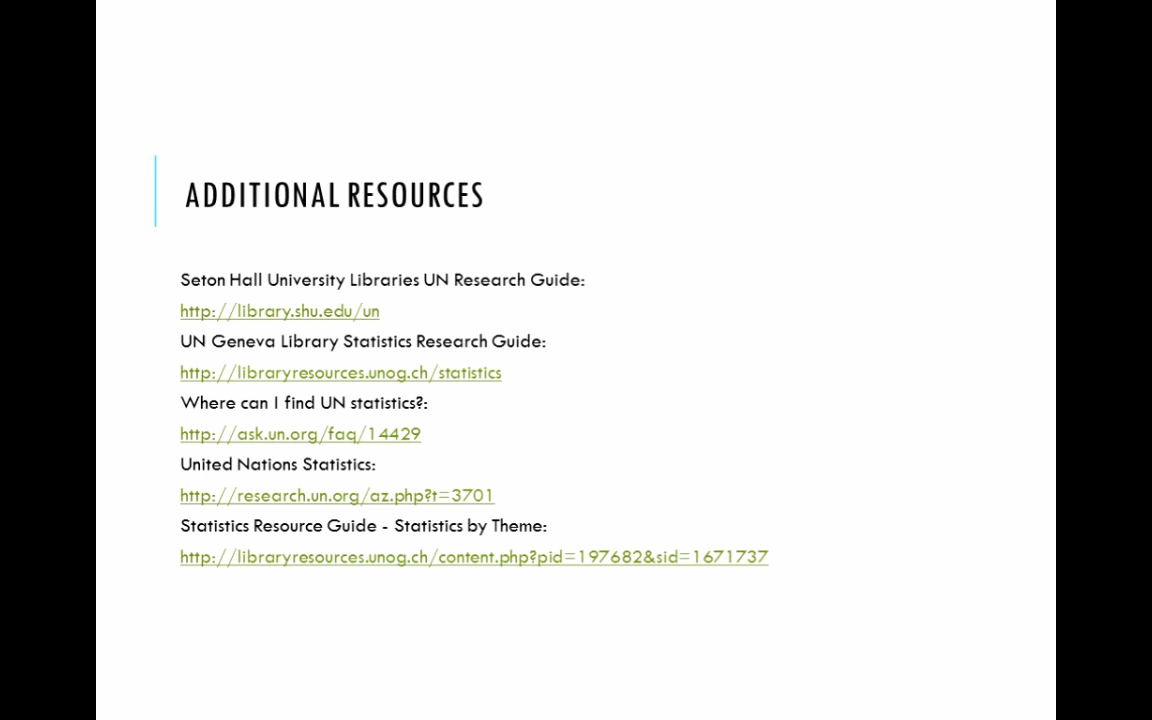 ADDITIONAL RESOURCES
Seton Hall University Libraries UN Research Guide:
http://library.shu.edu/un
UN Geneva Library Statistics Research Guide:
http://libraryresources.unog.ch/statistics
Where can I find UN statistics?:
http://ask.un.org/faq/14429
United Nations Statistics:
http://research.un.org/az.php?t=3701
Statistics Resource Guide - Statistics by Theme:
http://libraryresources.unog.ch/content.php?pid=197682&sid=1671737